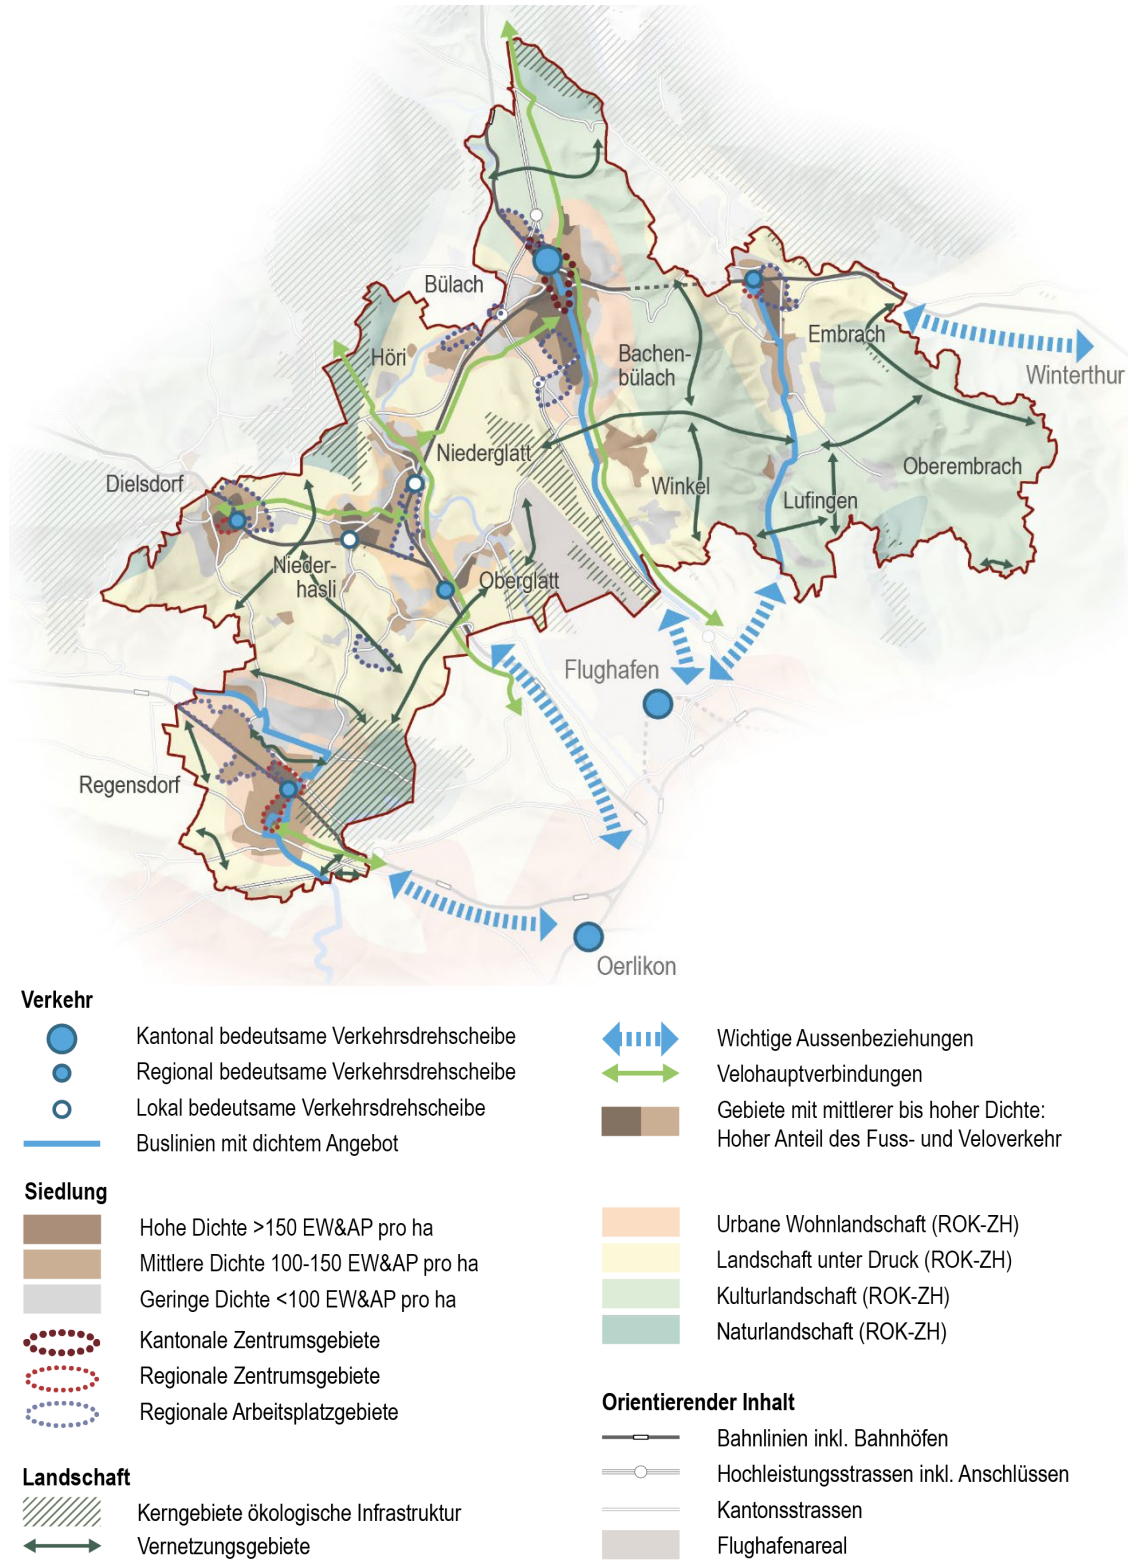 Bülach
Höri
Bachen-
bülach
Embrach
Winterthur
Niederglatt
Dielsdorf
Winkel
Oberembrach
Lufingen
Nieder-
hasli
Oberglatt
Flughafen
Regensdorf
Oerlikon
Verkehr
Kantonal bedeutsame Verkehrsdrehscheibe
Regional bedeutsame Verkehrsdrehscheibe
Lokal bedeutsame Verkehrsdrehscheibe
Buslinien mit dichtem Angebot
Wichtige Aussenbeziehungen
Velohauptverbindungen
Gebiete mit mittlerer bis hoher Dichte:
Hoher Anteil des Fuss- und Veloverkehr
Siedlung
Hohe Dichte >150 EW&AP pro ha
Mittlere Dichte 100-150 EW&AP pro ha
Geringe Dichte <100 EW&AP pro ha
Kantonale Zentrumsgebiete
Regionale Zentrumsgebiete
Regionale Arbeitsplatzgebiete
Urbane Wohnlandschaft (ROK-ZH)
Landschaft unter Druck (ROK-ZH)
Kulturlandschaft (ROK-ZH)
Naturlandschaft (ROK-ZH)
Landschaft
Kerngebiete ökologische Infrastruktur
Vernetzungsgebiete
Orientierender Inhalt
Bahnlinien inkl. Bahnhöfen
Hochleistungsstrassen inkl. Anschlüssen
Kantonsstrassen
Flughafenareal